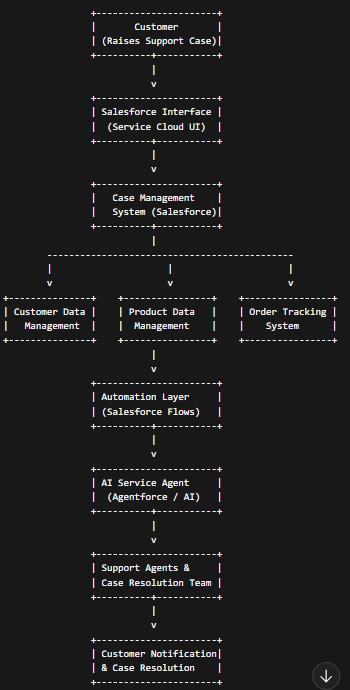 Customer
(Raises Support Case)
Salesforce Interface
(Service Cloud UI)
Case Management
System (Salesforce)
Customer Data
Management
Product Data
Management
Order Tracking
System
Automation Layer
(Salesforce Flows)
AI Service Agent
(Agentforce / AI)
Support Agents &
Case Resolution Team
Customer Notification
& Case Resolution